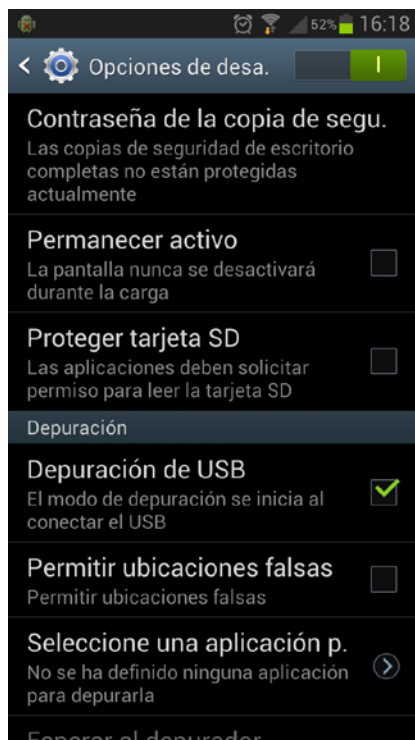 52% 16:18
Opciones de desa.
Contraseña de la copia de segu.
Las copias de seguridad de escritorio
completas no están protegidas
actualmente
Permanecer activo
La pantalla nunca se desactivará
durante la carga
Proteger tarjeta SD
Las aplicaciones deben solicitar
permiso para leer la tarjeta SD
Depuración
Depuración de USB
El modo de depuración se inicia al
conectar el USB
Permitir ubicaciones falsas
Permitir ubicaciones falsas
Seleccione una aplicación p.
No se ha definido ninguna aplicación
para depurarla
Esperar al depurador